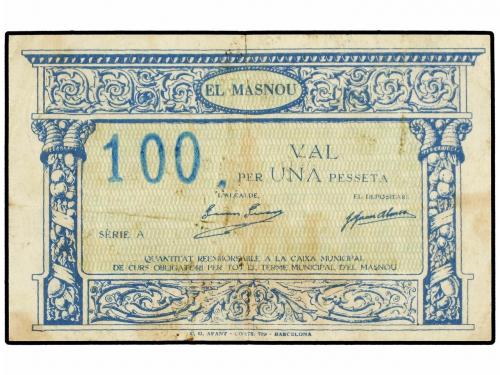 EL MASNOU
100
VAL
PER UNA PESSETA
L'ALCALDE, EL DEPOSITARI,
SÈRIE A
QUANTITAT REEMBORSABLE A LA CAIXA MUNICIPAL
DE CURS OBLIGATORI PER TOT EL TERME MUNICIPAL D'EL MASNOU
BARCELONA